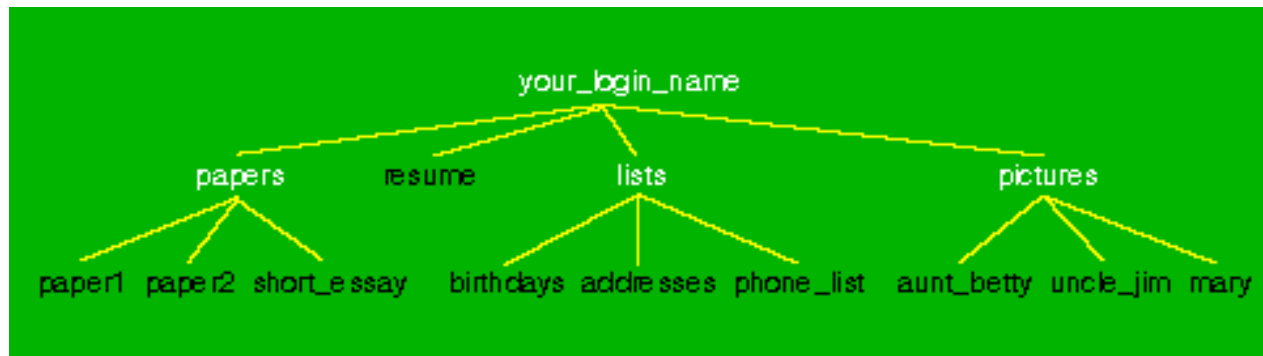 your_login_name
papers resume lists pictures
paper1 paper2 short_essay birthdays addresses phone_list aunt_betty uncle_jim mary